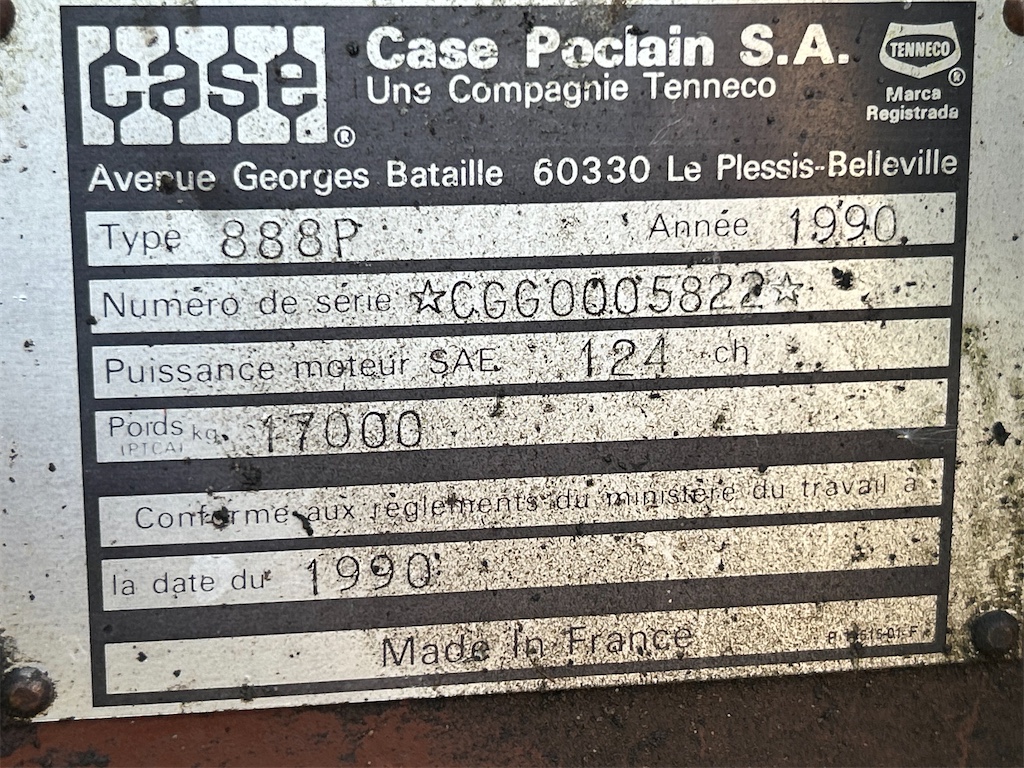 case ®
Case Poclain S.A.
Une Compagnie Tenneco
TENNECO ®
Marca
Registrada
Avenue Georges Bataille 60330 Le Plessis-Belleville
Type 888P Année 1990
Numéro de série ☆CGG0005822☆
Puissance moteur SAE 124 ch
Poids kg 17000
(PTCA)
Conforme aux règlements du ministère du travail à
la date du 1990
Made In France